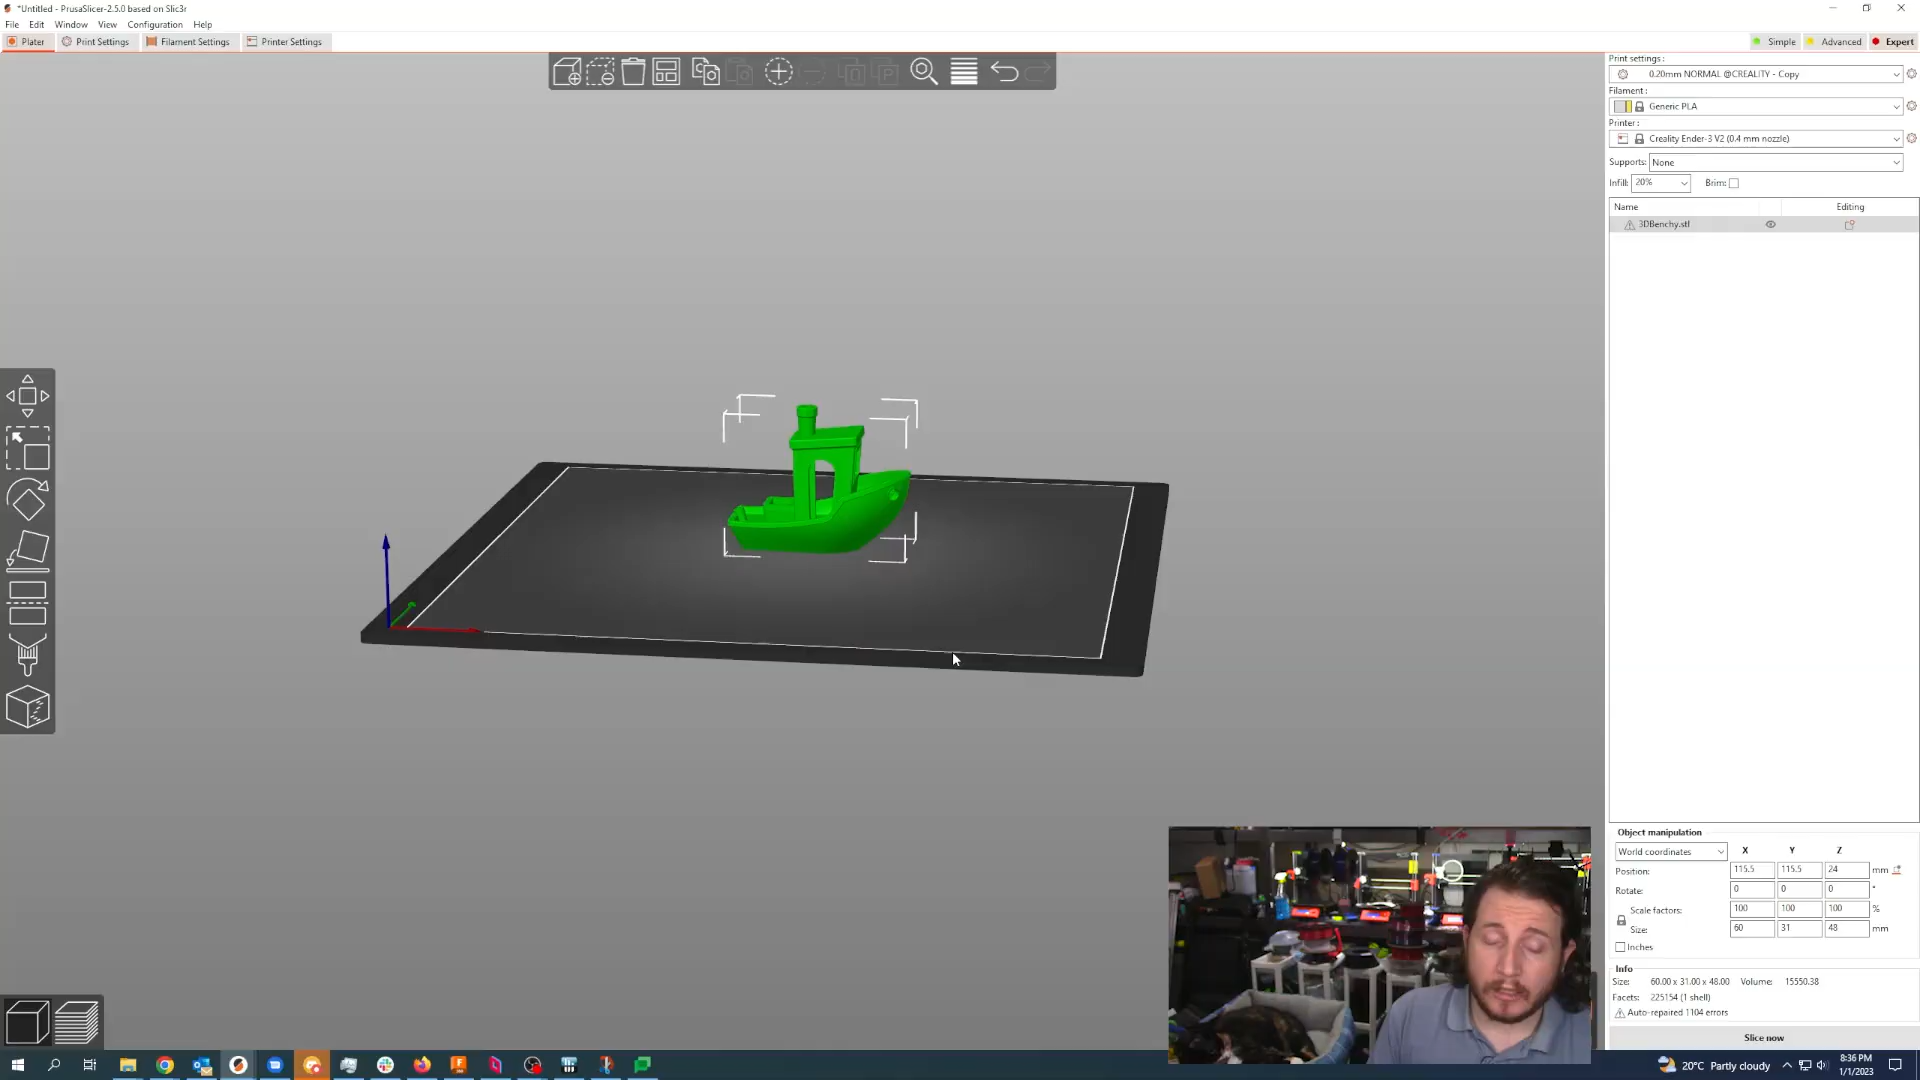 *Untitled - PrusaSlicer-2.5.0 based on Slic3r
File Edit Window View Configuration Help
Plater Print Settings Filament Settings Printer Settings Simple Advanced Expert
Print settings :
0.20mm NORMAL @CREALITY - Copy
Filament :
Generic PLA
Printer :
Creality Ender-3 V2 (0.4 mm nozzle)
Supports: None
Infill: 20% Brim:
Name Editing
3DBenchy.stl
Object manipulation
World coordinates X Y Z
Position: 115.5 115.5 24 mm
Rotate: 0 0 0 °
Scale factors: 100 100 100 %
Size: 60 31 48 mm
Inches
Info
Size: 60.00 x 31.00 x 48.00 Volume: 15550.38
Facets: 225154 (1 shell)
Auto-repaired 1104 errors
Slice now
20°C Partly cloudy 8:36 PM
1/1/2023